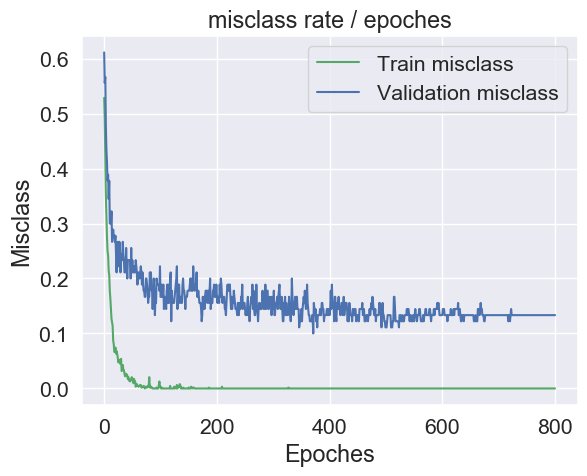 misclass rate / epoches
Train misclass
Validation misclass
0.6
0.5
0.4
0.3
0.2
0.1
0.0
Misclass
0
200
400
600
800
Epoches